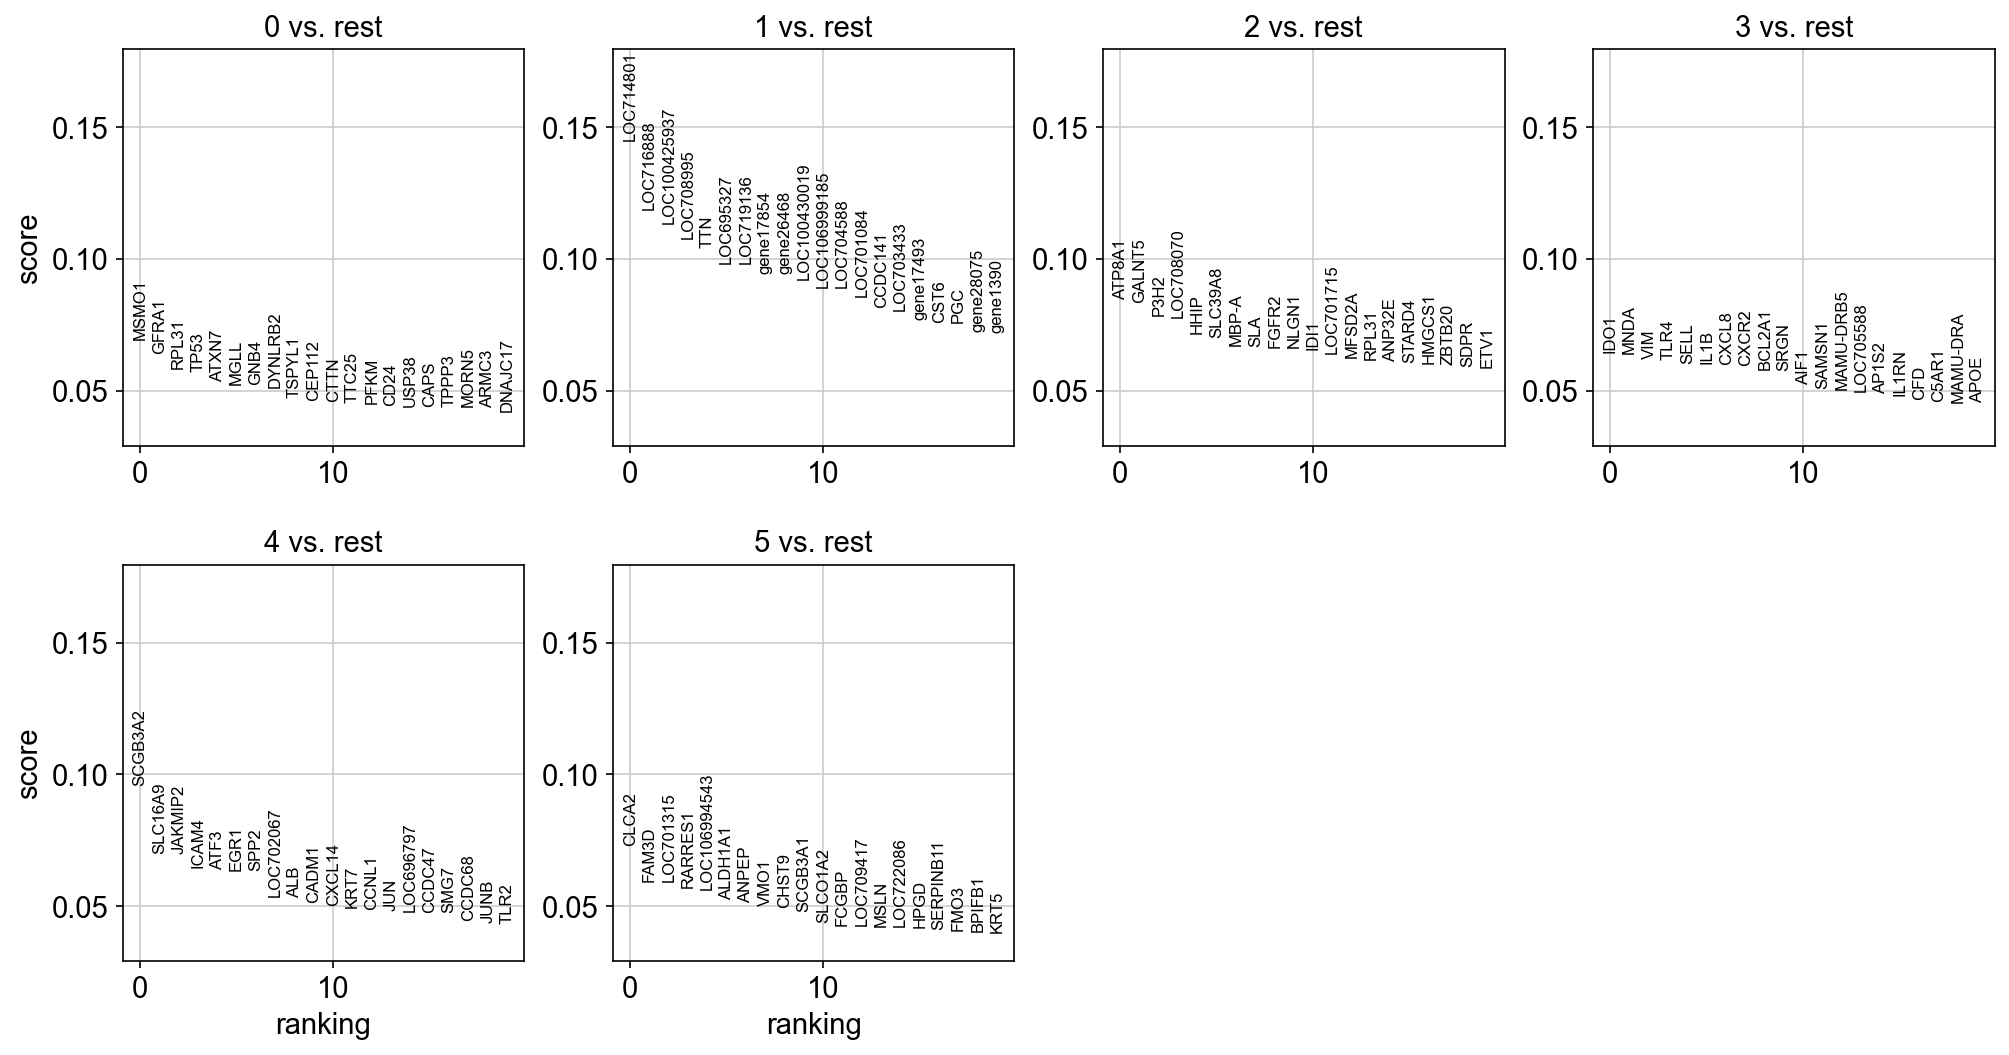 0 vs. rest
1 vs. rest
2 vs. rest
3 vs. rest
score
0.15
0.10
0.05
MSMO1
GFRA1
RPL31
TP53
ATXN7
MGLL
GNB4
DYNLRB2
TSPYL1
CEP112
CTTN
TTC25
PFKM
CD24
USP38
CAPS
TPPP3
MORN5
ARMC3
DNAJC17
0
10
0.15
0.10
0.05
LOC714801
LOC716888
LOC100425937
LOC708995
TTN
LOC695327
LOC719136
gene17854
gene26468
LOC100430019
LOC106999185
LOC704588
LOC701084
CCDC141
LOC703433
gene17493
CST6
PGC
gene28075
gene1390
0
10
0.15
0.10
0.05
ATP8A1
GALNT5
P3H2
LOC708070
HHIP
SLC39A8
MBP-A
SLA
FGFR2
NLGN1
IDI1
LOC701715
MFSD2A
RPL31
ANP32E
STARD4
HMGCS1
ZBTB20
SDPR
ETV1
0
10
0.15
0.10
0.05
IDO1
MNDA
VIM
TLR4
SELL
IL1B
CXCL8
CXCR2
BCL2A1
SRGN
AIF1
SAMSN1
MAMU-DRB5
LOC705588
AP1S2
IL1RN
CFD
C5AR1
MAMU-DRA
APOE
0
10
4 vs. rest
5 vs. rest
score
0.15
0.10
0.05
SCGB3A2
SLC16A9
JAKMIP2
ICAM4
ATF3
EGR1
SPP2
LOC702067
ALB
CADM1
CXCL14
KRT7
CCNL1
JUN
LOC696797
CCDC47
SMG7
CCDC68
JUNB
TLR2
0
10
ranking
0.15
0.10
0.05
CLCA2
FAM3D
LOC701315
RARRES1
LOC106994543
ALDH1A1
ANPEP
VMO1
CHST9
SCGB3A1
SLCO1A2
FCGBP
LOC709417
MSLN
LOC722086
HPGD
SERPINB11
FMO3
BPIFB1
KRT5
0
10
ranking